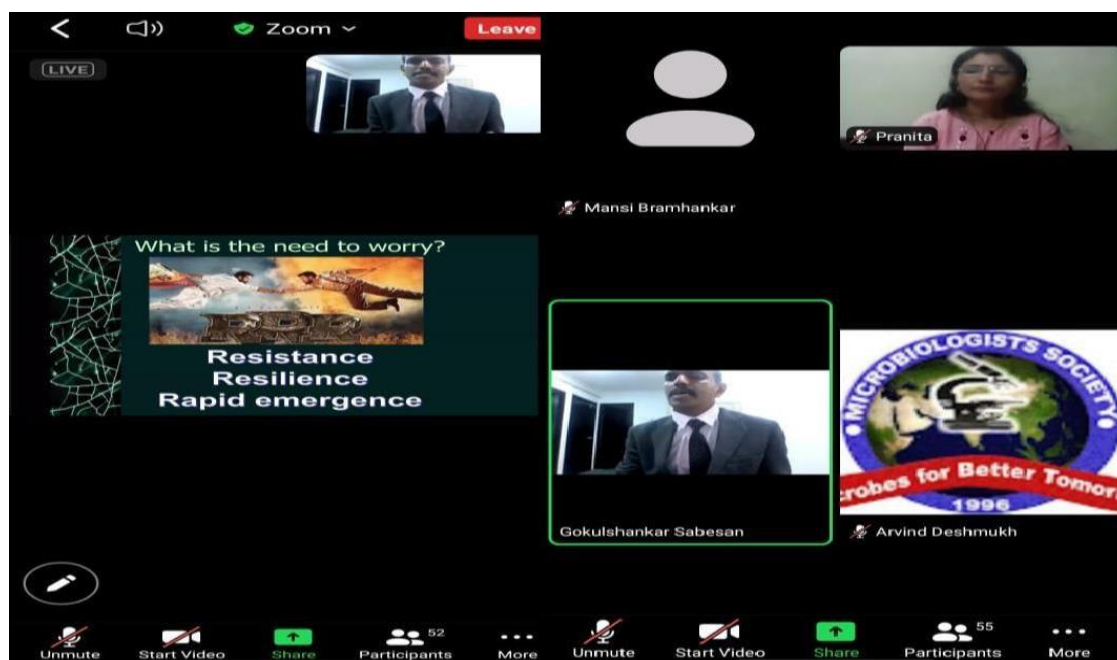 Zoom
Leave
LIVE
What is the need to worry?
RRR
Resistance
Resilience
Rapid emergence
52
Unmute
Start Video
Share
Participants
More
Pranita
Mansi Bramhankar
Gokulshankar Sabesan
MICROBIOLOGISTS SOCIETY
crobes for Better Tomor
1996
Arvind Deshmukh
55
Unmute
Start Video
Share
Participants
More